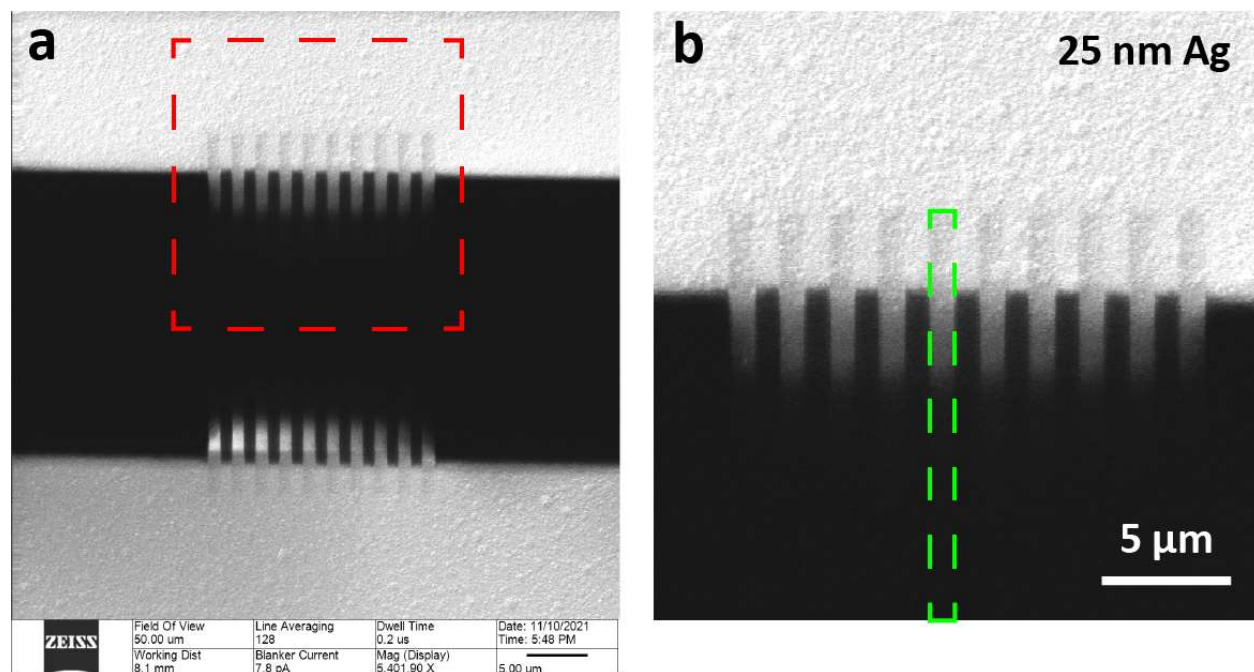 a
b
25 nm Ag
5 μm
ZEISS
Field Of View
50.00 um
Line Averaging
128
Dwell Time
0.2 us
Date: 11/10/2021
Time: 5:48 PM
Working Dist
8.1 mm
Blanker Current
7.8 pA
Mag (Display)
5,401.90 X
5.00 um